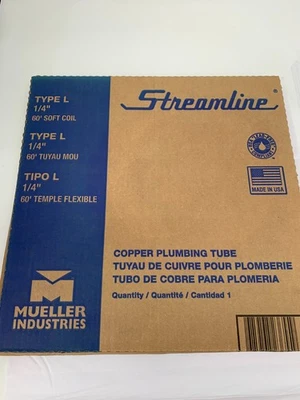 TYPE L
1/4"
60' SOFT COIL
TYPE L
1/4"
60' TUYAU MOU
TIPO L
1/4"
60' TEMPLE FLEXIBLE
Streamline
MADE IN USA
COPPER PLUMBING TUBE
TUYAU DE CUIVRE POUR PLOMBERIE
TUBO DE COBRE PARA PLOMERIA
Quantity / Quantité / Cantidad 1
MUELLER
INDUSTRIES